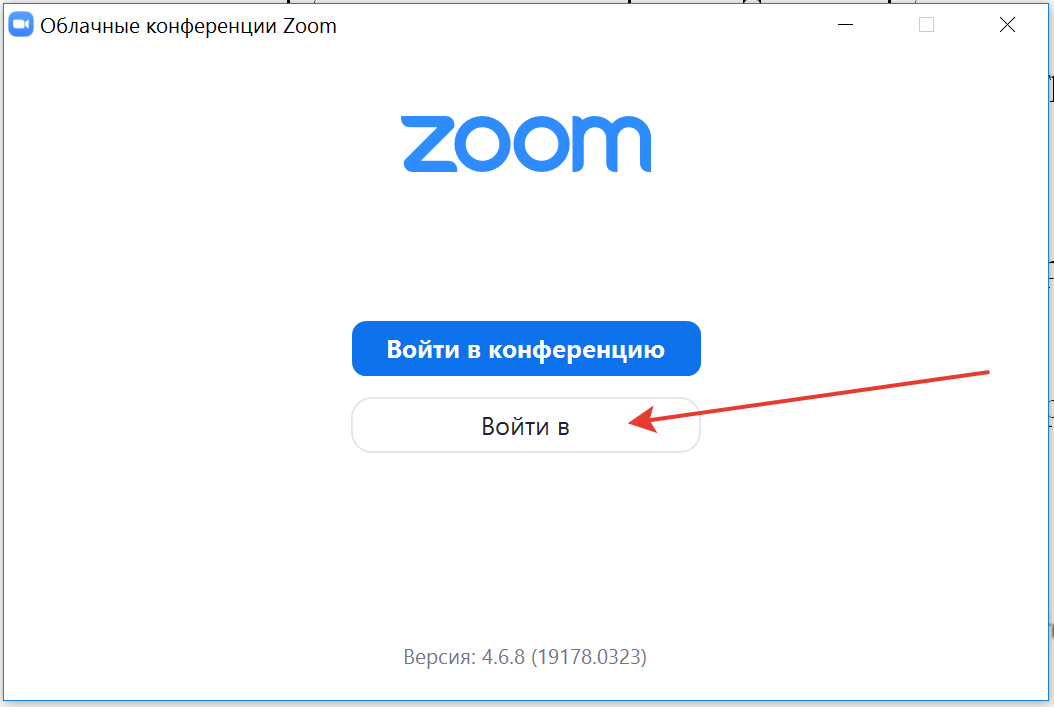 Облачные конференции Zoom
zoom
Войти в конференцию
Войти в
Версия: 4.6.8 (19178.0323)